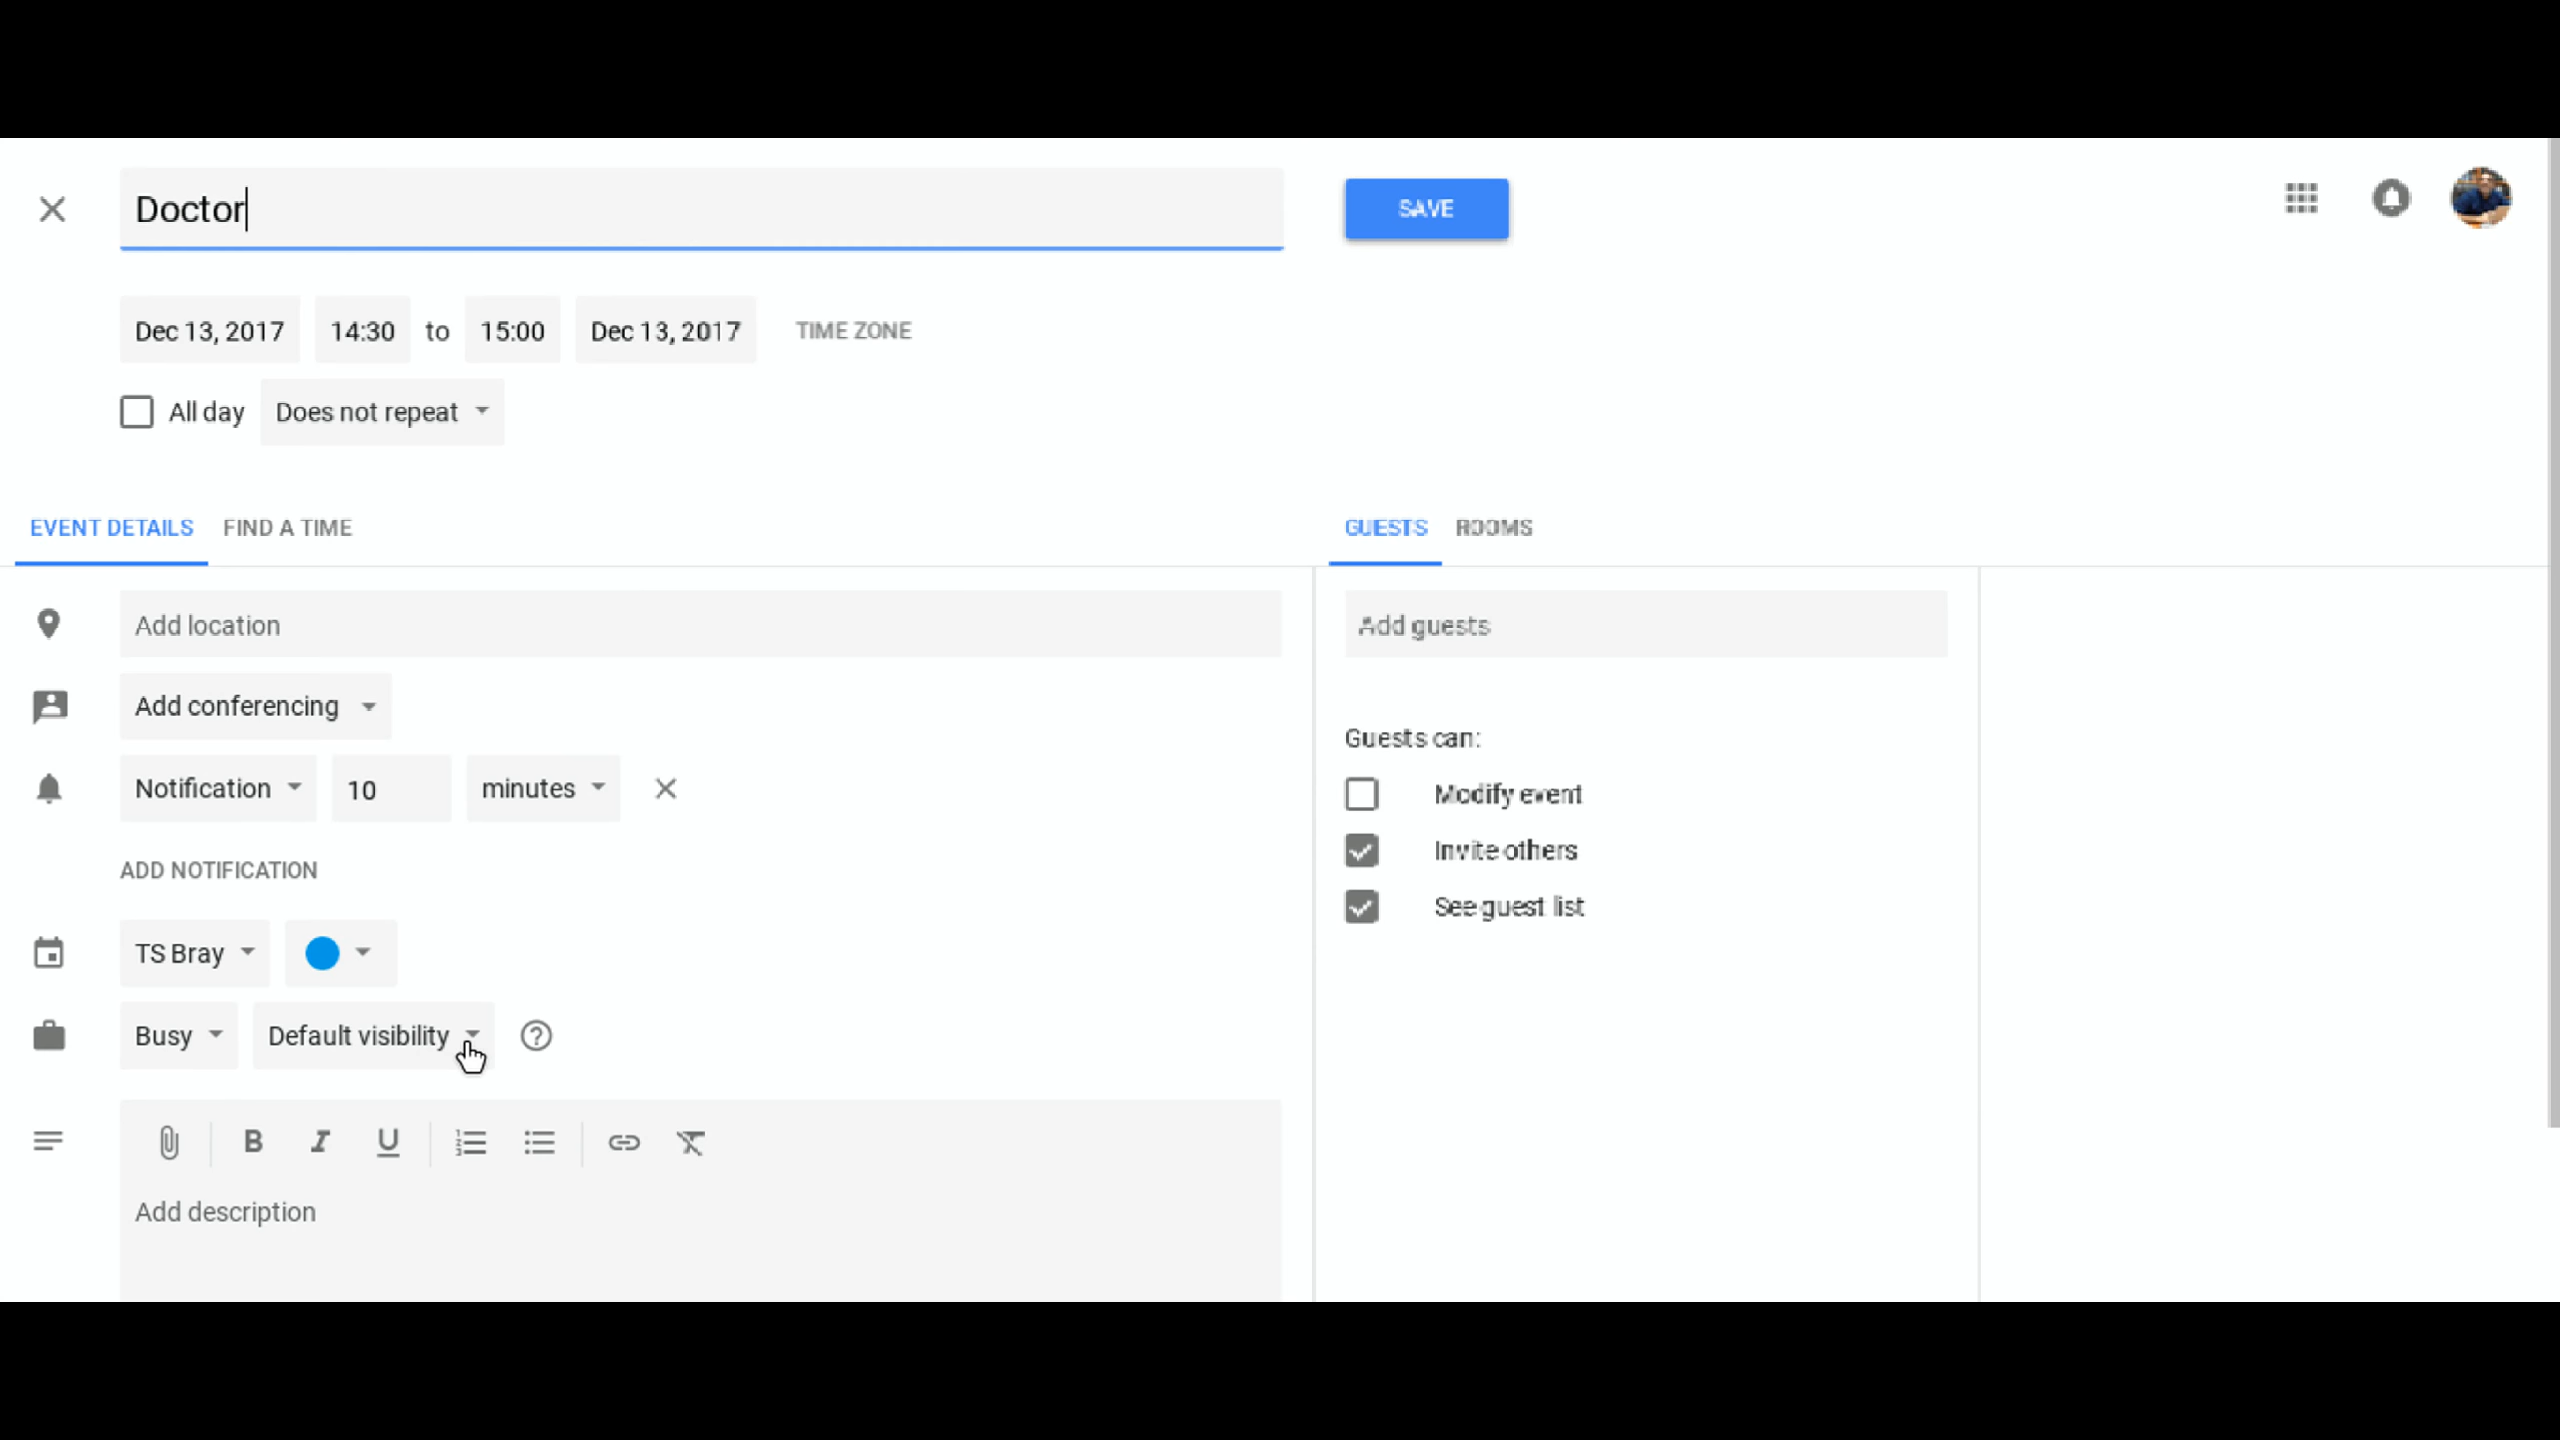 Doctor
SAVE
Dec 13, 2017 14:30 to 15:00 Dec 13, 2017 TIME ZONE
All day Does not repeat
EVENT DETAILS FIND A TIME
GUESTS ROOMS
Add location
Add guests
Add conferencing
Guests can:
Notification 10 minutes
Modify event
Invite others
ADD NOTIFICATION
See guest list
TS Bray
Busy Default visibility
B I U
Add description